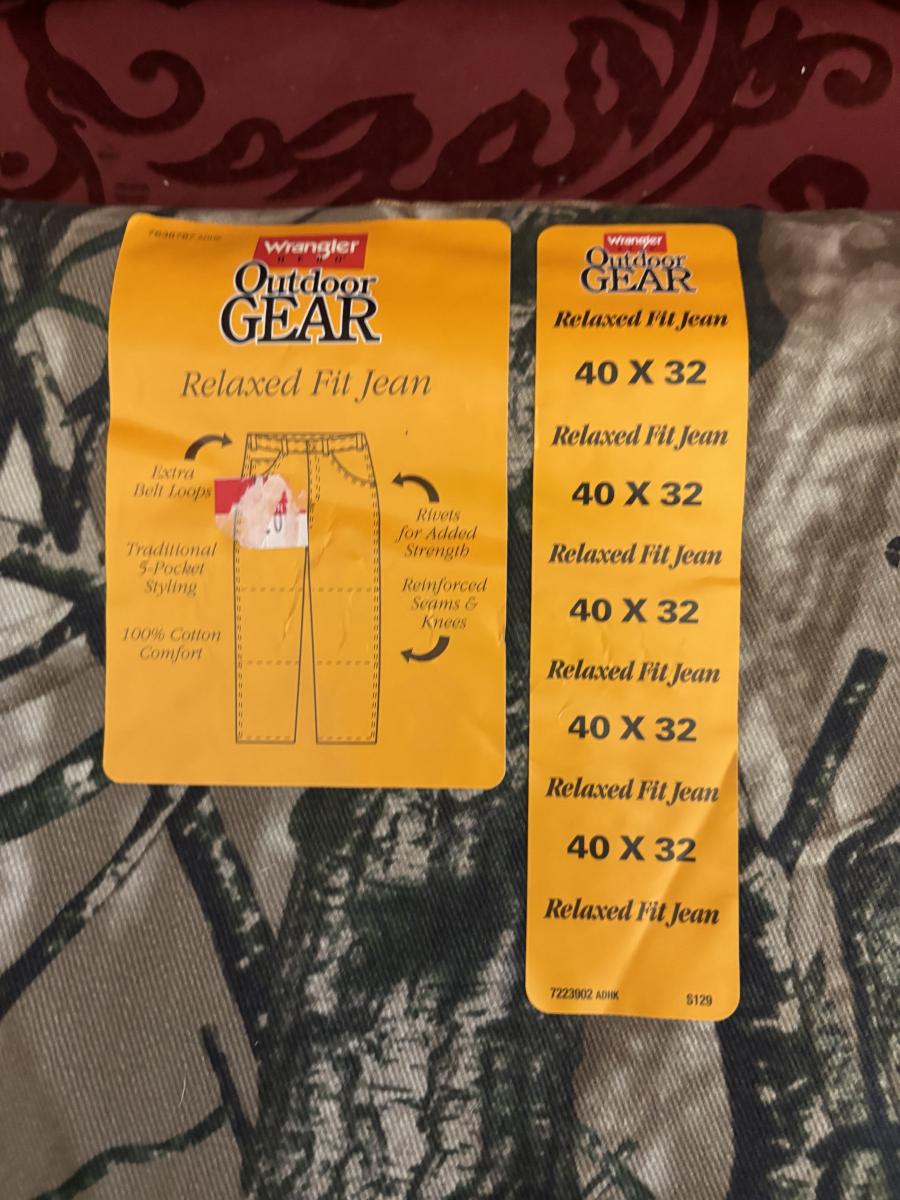 Wrangler
HERO
Outdoor
GEAR
Relaxed Fit Jean
Extra
Belt Loops
Traditional
5-Pocket
Styling
100% Cotton
Comfort
Rivets
for Added
Strength
Reinforced
Seams &
Knees
Wrangler
Outdoor
GEAR
Relaxed Fit Jean
40 X 32
Relaxed Fit Jean
40 X 32
Relaxed Fit Jean
40 X 32
Relaxed Fit Jean
40 X 32
Relaxed Fit Jean
40 X 32
Relaxed Fit Jean
7223902 ADHK
S129